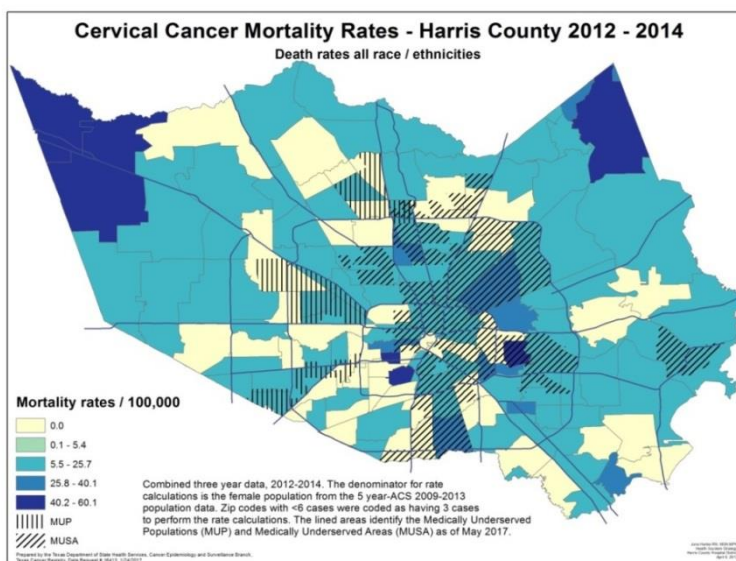 Cervical Cancer Mortality Rates - Harris County 2012 - 2014
Death rates all race / ethnicities
Mortality rates / 100,000
0.0
0.1 - 5.4
5.5 - 25.7
25.8 - 40.1
40.2 - 60.1
MUP
MUSA
Combined three year data, 2012-2014. The denominator for rate
calculations is the female population from the 5 year-ACS 2009-2013
population data. Zip codes with <6 cases were coded as having 3 cases
to perform the rate calculations. The lined areas identify the Medically Underserved
Populations (MUP) and Medically Underserved Areas (MUSA) as of May 2017.
Prepared by the Texas Department of State Health Services, Cancer Epidemiology and Surveillance Branch,
Texas Cancer Registry, Data Request #